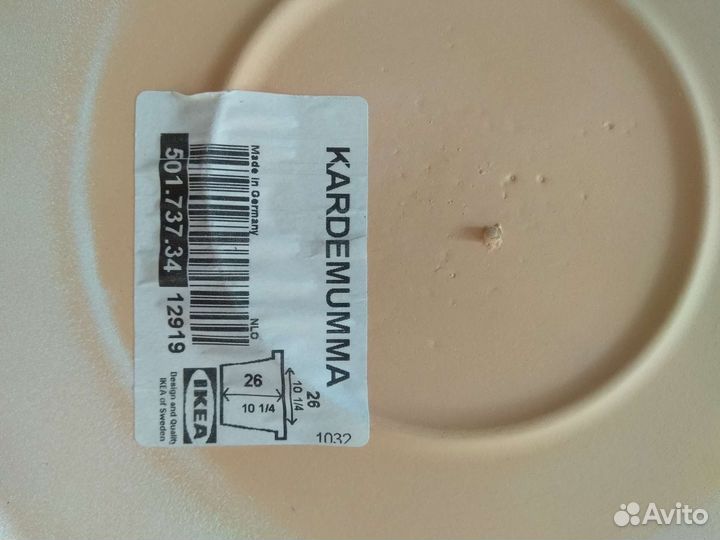 KARDEMUMMA
Made in Germany
NLC
501.737.34 12919
Design and Quality
IKEA of Sweden
IKEA
26
10 1/4
26
10 1/4
1032
Avito